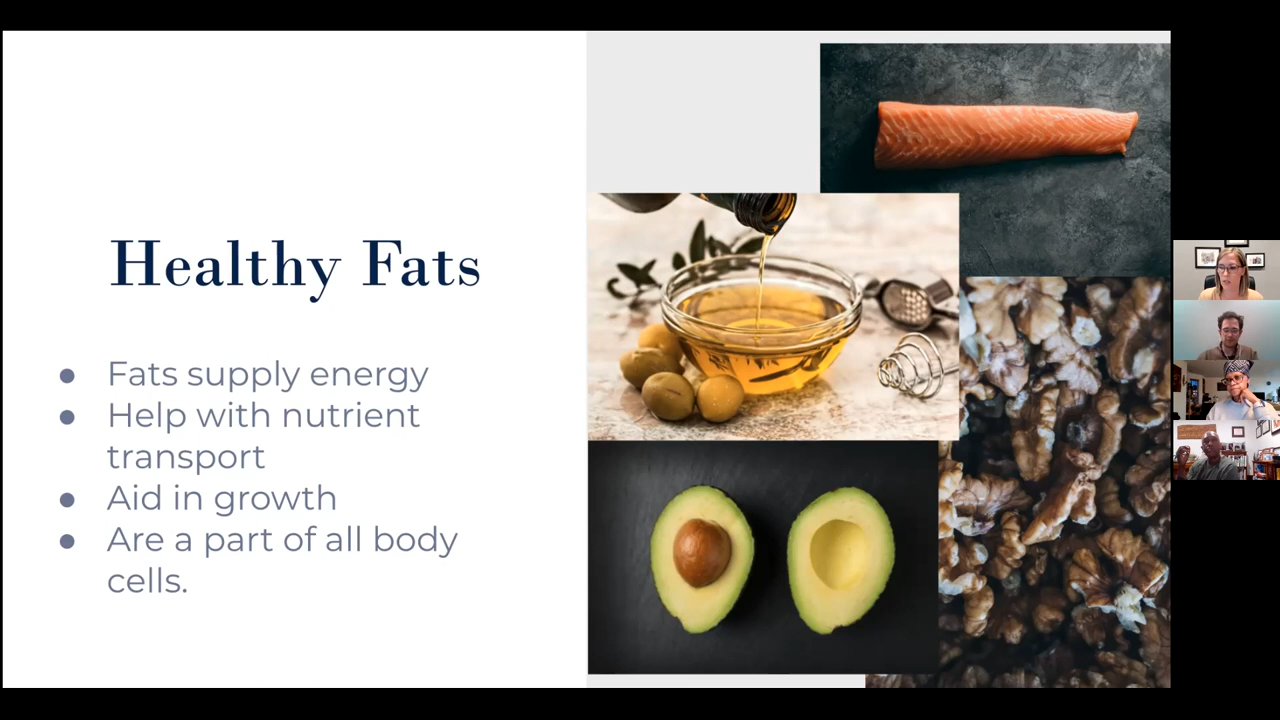 Healthy Fats
● Fats supply energy
● Help with nutrient
transport
● Aid in growth
● Are a part of all body
cells.